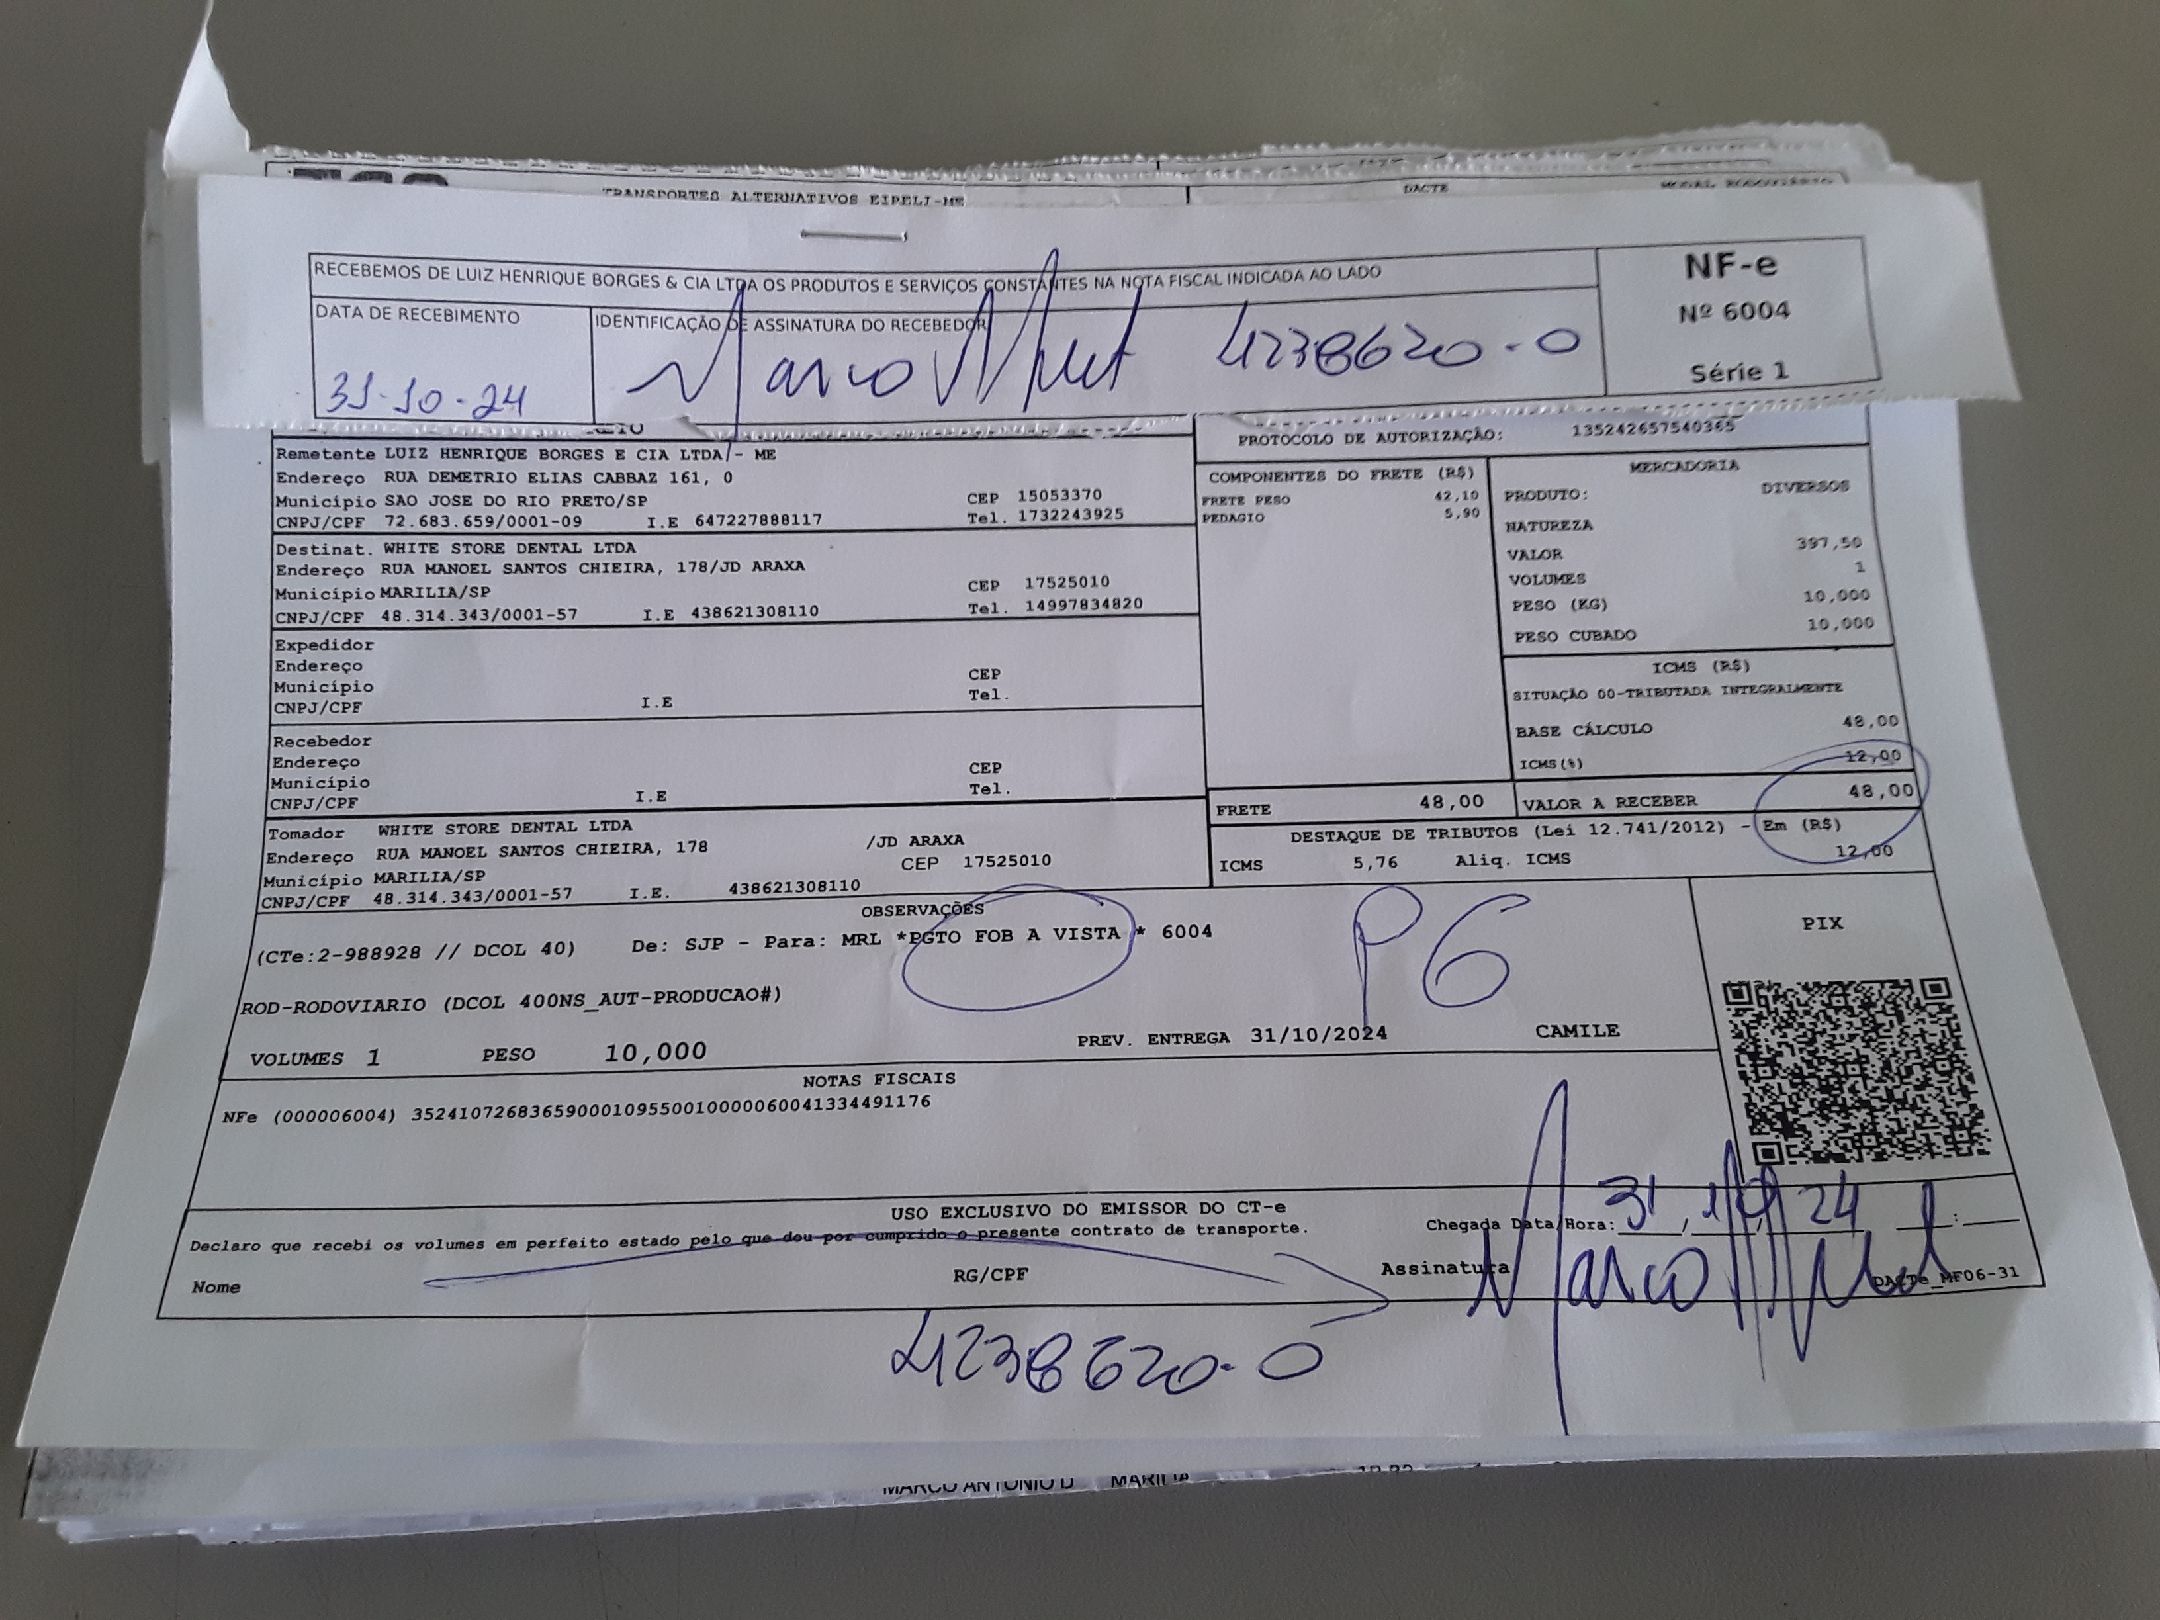 TRANSPORTES ALTERNATIVOS EIRELI-ME
DACTE
MODAL RODOVIÁRIO
RECEBEMOS DE LUIZ HENRIQUE BORGES & CIA LTDA OS PRODUTOS E SERVIÇOS CONSTANTES NA NOTA FISCAL INDICADA AO LADO
NF-e
Nº 6004
Série 1
DATA DE RECEBIMENTO
31-10-24
IDENTIFICAÇÃO DE ASSINATURA DO RECEBEDOR
Marco 4238620-0
PROTOCOLO DE AUTORIZAÇÃO: 135242657540365
Remetente LUIZ HENRIQUE BORGES E CIA LTDA - ME
Endereço RUA DEMETRIO ELIAS CABBAZ 161, 0
Município SAO JOSE DO RIO PRETO/SP CEP 15053370
CNPJ/CPF 72.683.659/0001-09 I.E 647227888117 Tel. 1732243925
Destinat. WHITE STORE DENTAL LTDA
Endereço RUA MANOEL SANTOS CHIEIRA, 178/JD ARAXA
Município MARILIA/SP CEP 17525010
CNPJ/CPF 48.314.343/0001-57 I.E 438621308110 Tel. 14997834820
Expedidor
Endereço
Município CEP
CNPJ/CPF I.E Tel.
Recebedor
Endereço
Município CEP
CNPJ/CPF I.E Tel.
Tomador WHITE STORE DENTAL LTDA
Endereço RUA MANOEL SANTOS CHIEIRA, 178 /JD ARAXA
Município MARILIA/SP CEP 17525010
CNPJ/CPF 48.314.343/0001-57 I.E. 438621308110
COMPONENTES DO FRETE (R$)
FRETE PESO 42,10
PEDAGIO 5,90
MERCADORIA
PRODUTO: DIVERSOS
NATUREZA
VALOR 397,50
VOLUMES 1
PESO (KG) 10,000
PESO CUBADO 10,000
ICMS (R$)
SITUAÇÃO 00-TRIBUTADA INTEGRALMENTE
BASE CÁLCULO 48,00
ICMS(%) 12,00
FRETE 48,00 VALOR A RECEBER 48,00
DESTAQUE DE TRIBUTOS (Lei 12.741/2012) - Em (R$)
ICMS 5,76 Aliq. ICMS 12,00
OBSERVAÇÕES
(CTe:2-988928 // DCOL 40) De: SJP - Para: MRL *PGTO FOB A VISTA * 6004
P6
PIX
ROD-RODOVIARIO (DCOL 400NS_AUT-PRODUCAO#)
VOLUMES 1 PESO 10,000 PREV. ENTREGA 31/10/2024 CAMILE
NOTAS FISCAIS
NFe (000006004) 35241072683659000109550010000060041334491176
USO EXCLUSIVO DO EMISSOR DO CT-e
Declaro que recebi os volumes em perfeito estado pelo que dou por cumprido o presente contrato de transporte.
Chegada Data/Hora: 31/10/24 __:__
Nome RG/CPF Assinatura Marco
DACTe_MF06-31
4238620-0
MARCO ANTONIO D MARILIA